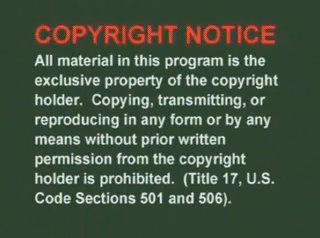 COPYRIGHT NOTICE
All material in this program is the
exclusive property of the copyright
holder.  Copying, transmitting, or
reproducing in any form or by any
means without prior written
permission from the copyright
holder is prohibited.  (Title 17, U.S.
Code Sections 501 and 506).